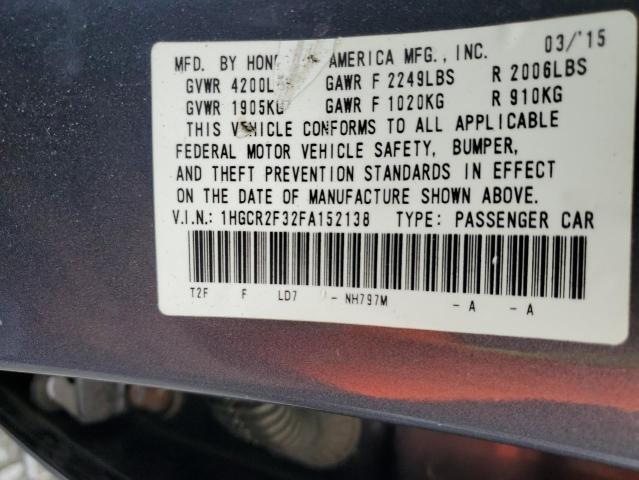 MFD. BY HON AMERICA MFG., INC. 03/'15
GVWR 4200L GAWR F 2249LBS R 2006LBS
GVWR 1905KG GAWR F 1020KG R 910KG
THIS VEHICLE CONFORMS TO ALL APPLICABLE
FEDERAL MOTOR VEHICLE SAFETY, BUMPER,
AND THEFT PREVENTION STANDARDS IN EFFECT
ON THE DATE OF MANUFACTURE SHOWN ABOVE.
V.I.N.: 1HGCR2F32FA152138 TYPE: PASSENGER CAR
T2F F LD7 - NH797M - A - A